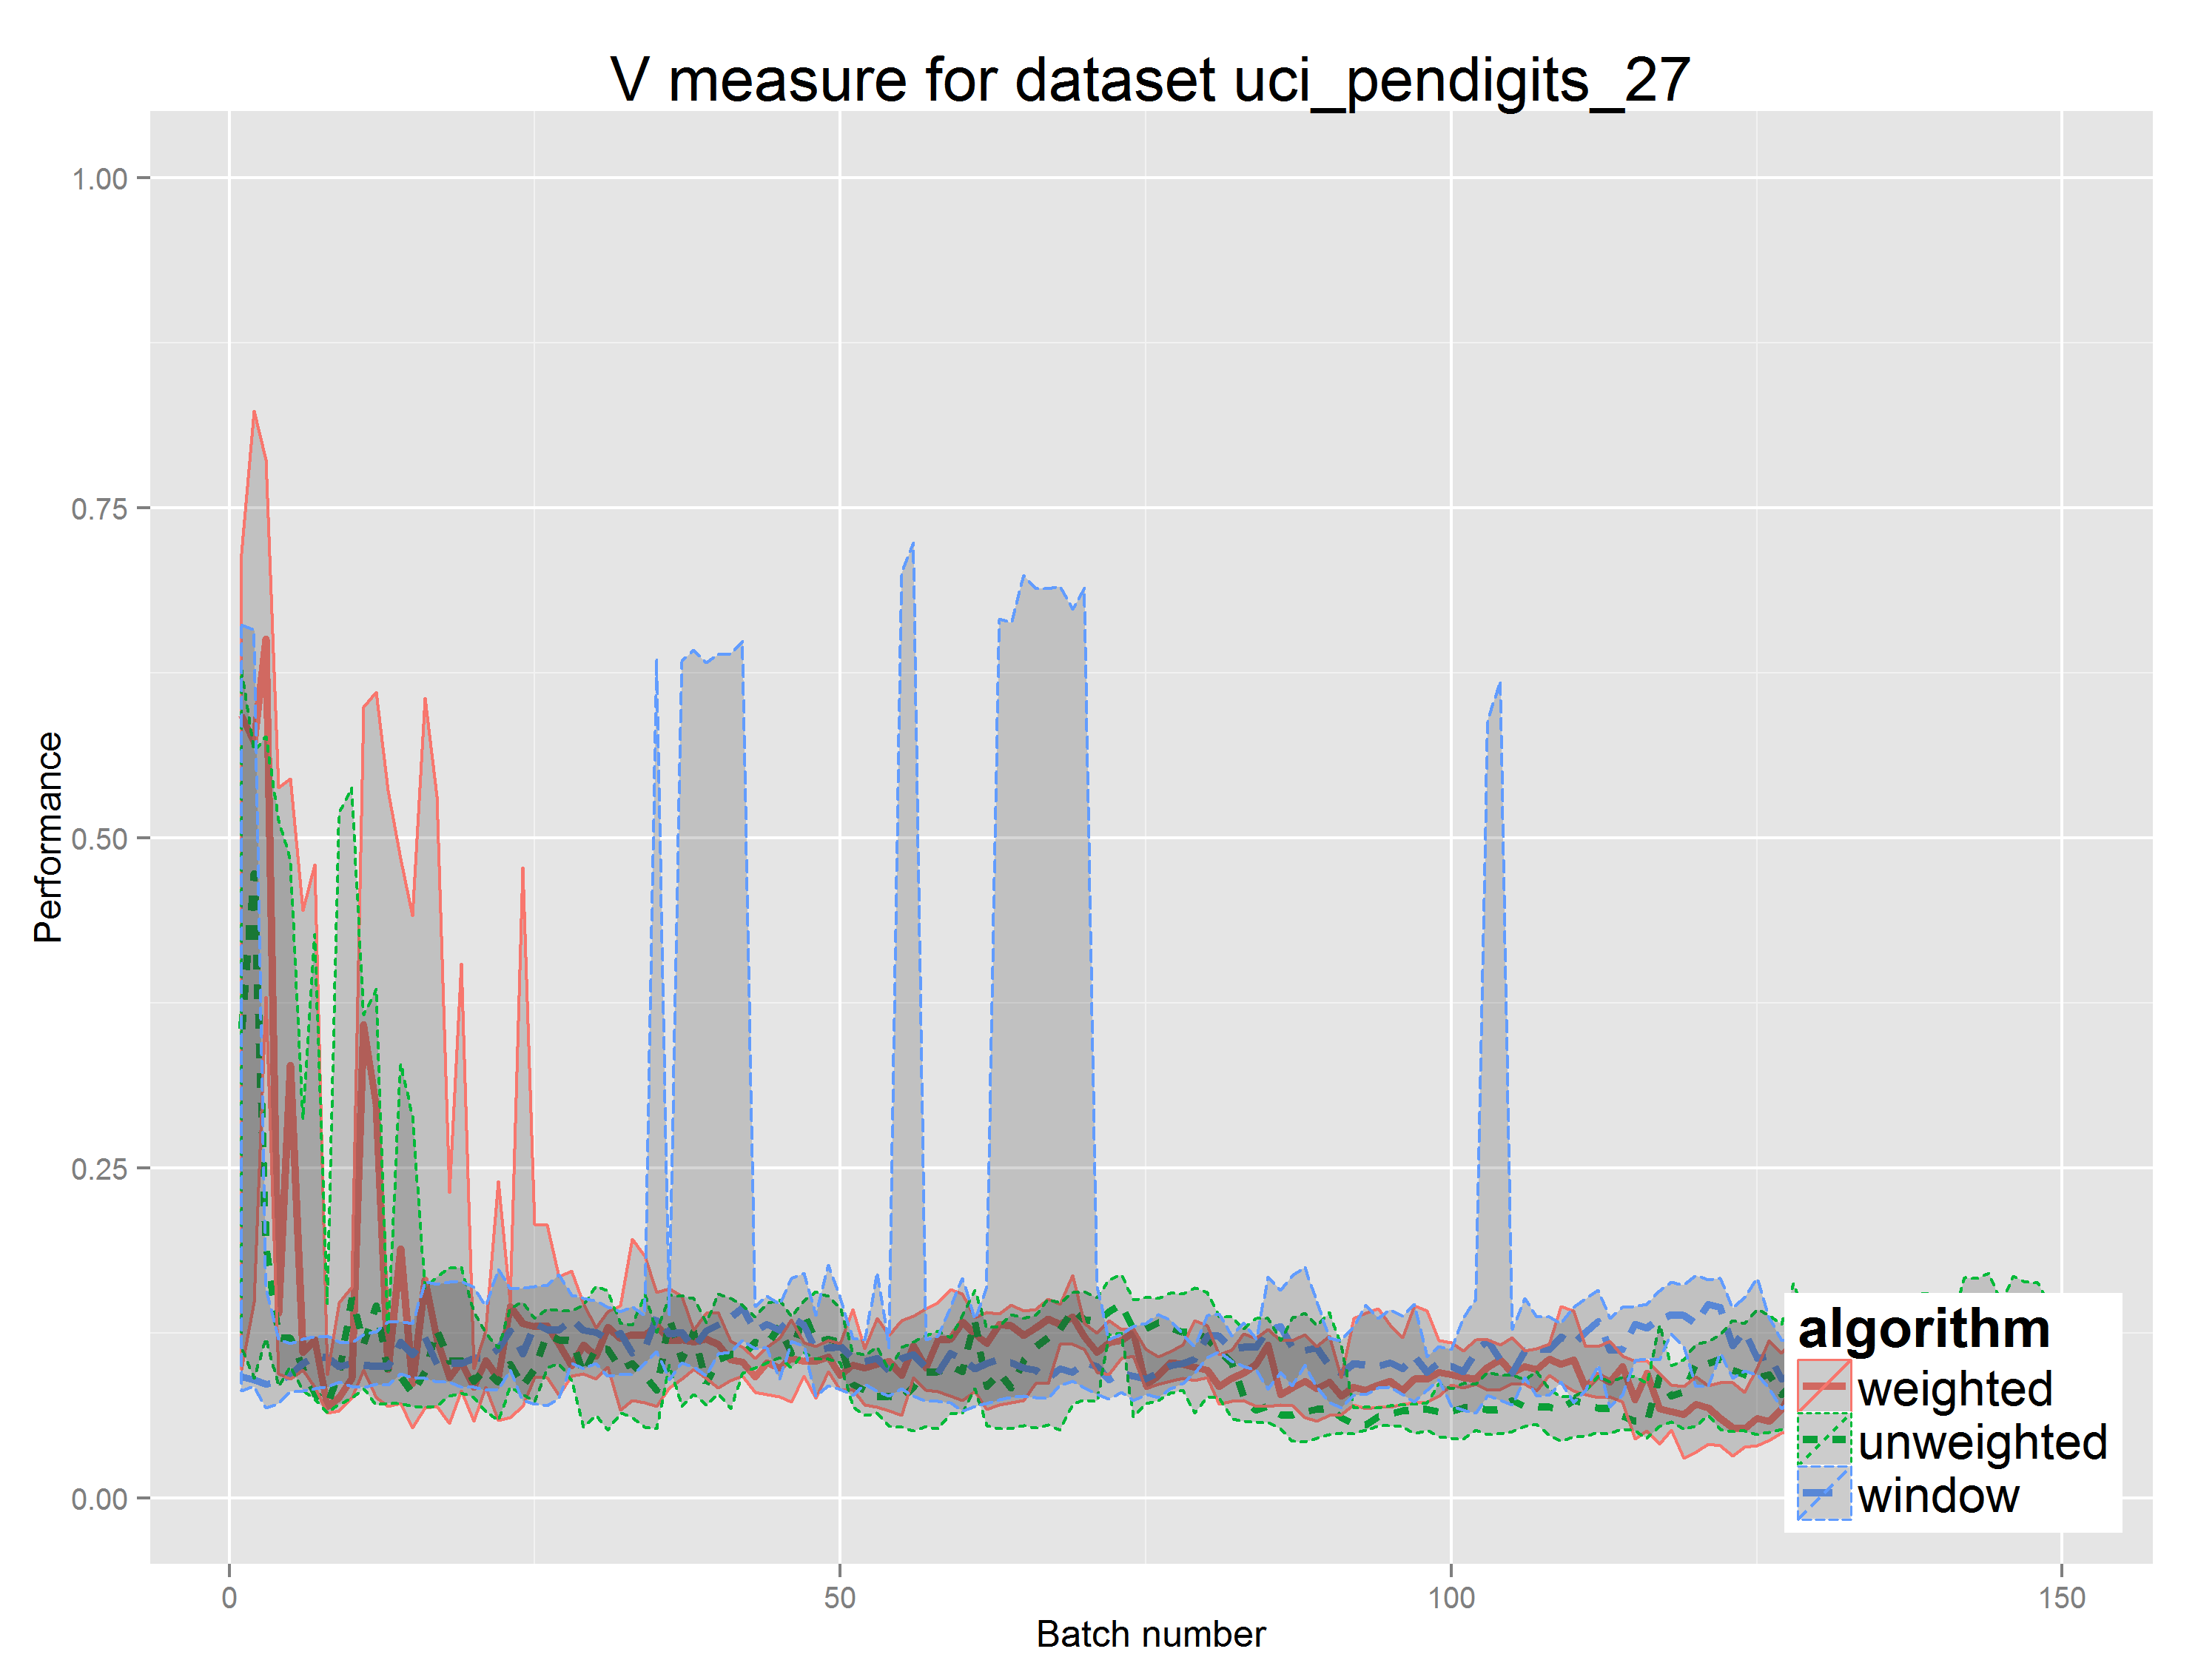 V measure for dataset uci_pendigits_27
1.00
0.75
0.50
0.25
0.00
Performance
0
50
100
150
Batch number
algorithm
weighted
unweighted
window